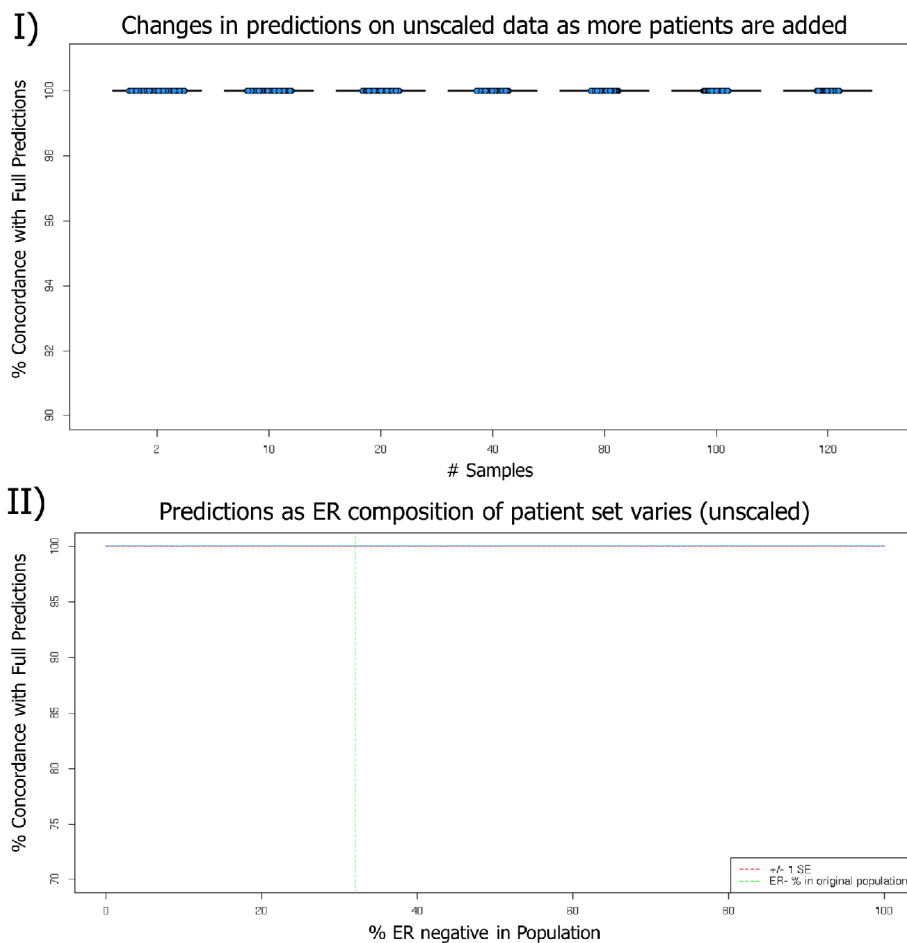 I)
Changes in predictions on unscaled data as more patients are added
% Concordance with Full Predictions
100
98
96
94
92
90
2 10 20 40 80 100 120
# Samples
II)
Predictions as ER composition of patient set varies (unscaled)
% Concordance with Full Predictions
100
95
90
85
80
75
70
+/- 1 SE
ER- % in original population
0 20 40 60 80 100
% ER negative in Population